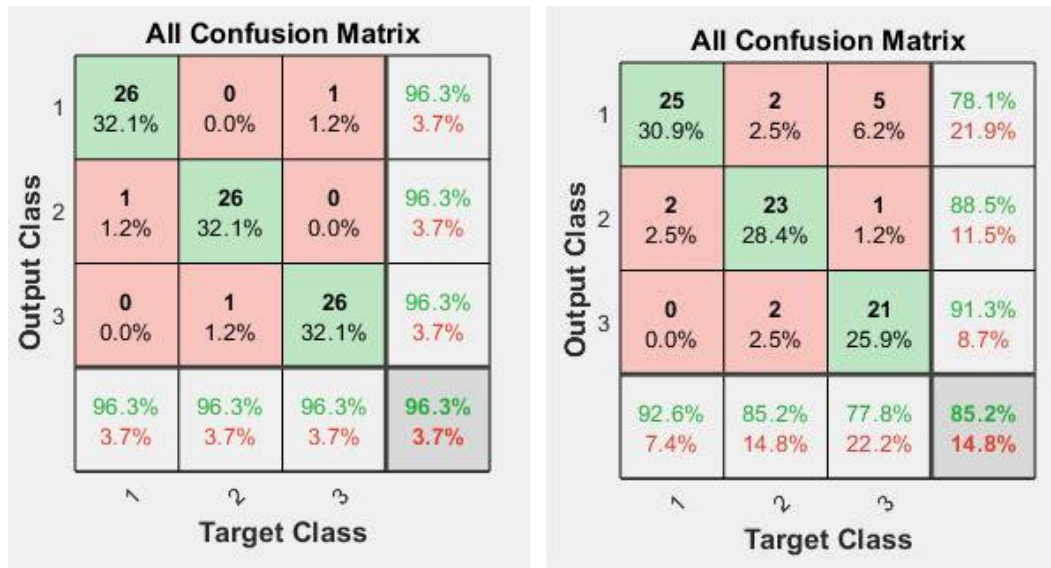 All Confusion Matrix
26 0 1 96.3%
1
32.1% 0.0% 1.2% 3.7%
1 26 0 96.3%
2
1.2% 32.1% 0.0% 3.7%
0 1 26 96.3%
3
0.0% 1.2% 32.1% 3.7%
96.3% 96.3% 96.3% 96.3%
3.7% 3.7% 3.7% 3.7%
Output Class
1 2 3
Target Class
All Confusion Matrix
25 2 5 78.1%
1
30.9% 2.5% 6.2% 21.9%
2 23 1 88.5%
2
2.5% 28.4% 1.2% 11.5%
0 2 21 91.3%
3
0.0% 2.5% 25.9% 8.7%
92.6% 85.2% 77.8% 85.2%
7.4% 14.8% 22.2% 14.8%
Output Class
1 2 3
Target Class